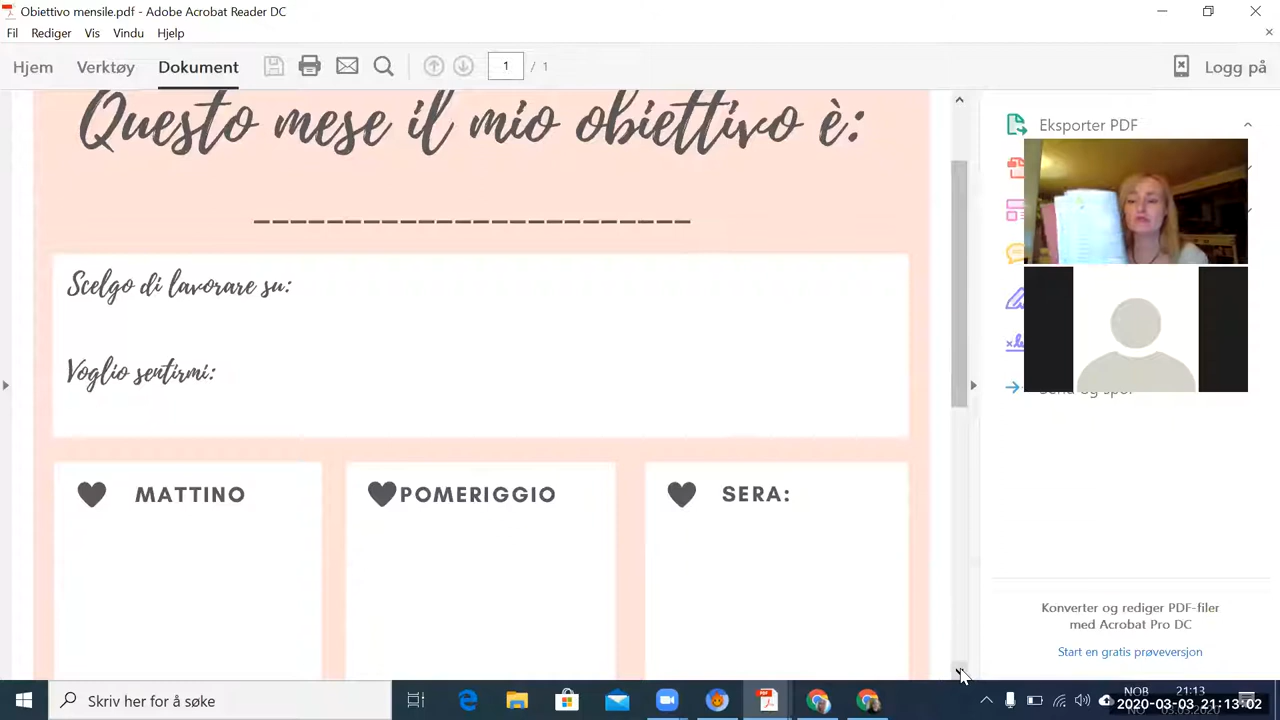 Obiettivo mensile.pdf - Adobe Acrobat Reader DC
Fil Rediger Vis Vindu Hjelp
Hjem Verktøy Dokument 1 / 1 Logg på
Questo mese il mio obiettivo è:
Eksporter PDF
Scelgo di lavorare su:
Voglio sentirmi:
MATTINO
POMERIGGIO
SERA:
Konverter og rediger PDF-filer
med Acrobat Pro DC
Start en gratis prøveversjon
Skriv her for å søke
NOB 21:13
2020-03-03 21:13:02